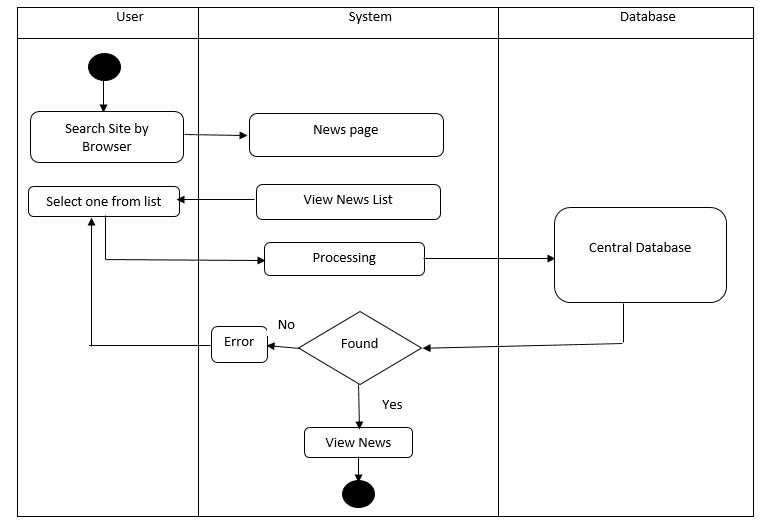 User
System
Database
Search Site by
Browser
News page
Select one from list
View News List
Processing
Central Database
No
Error
Found
Yes
View News